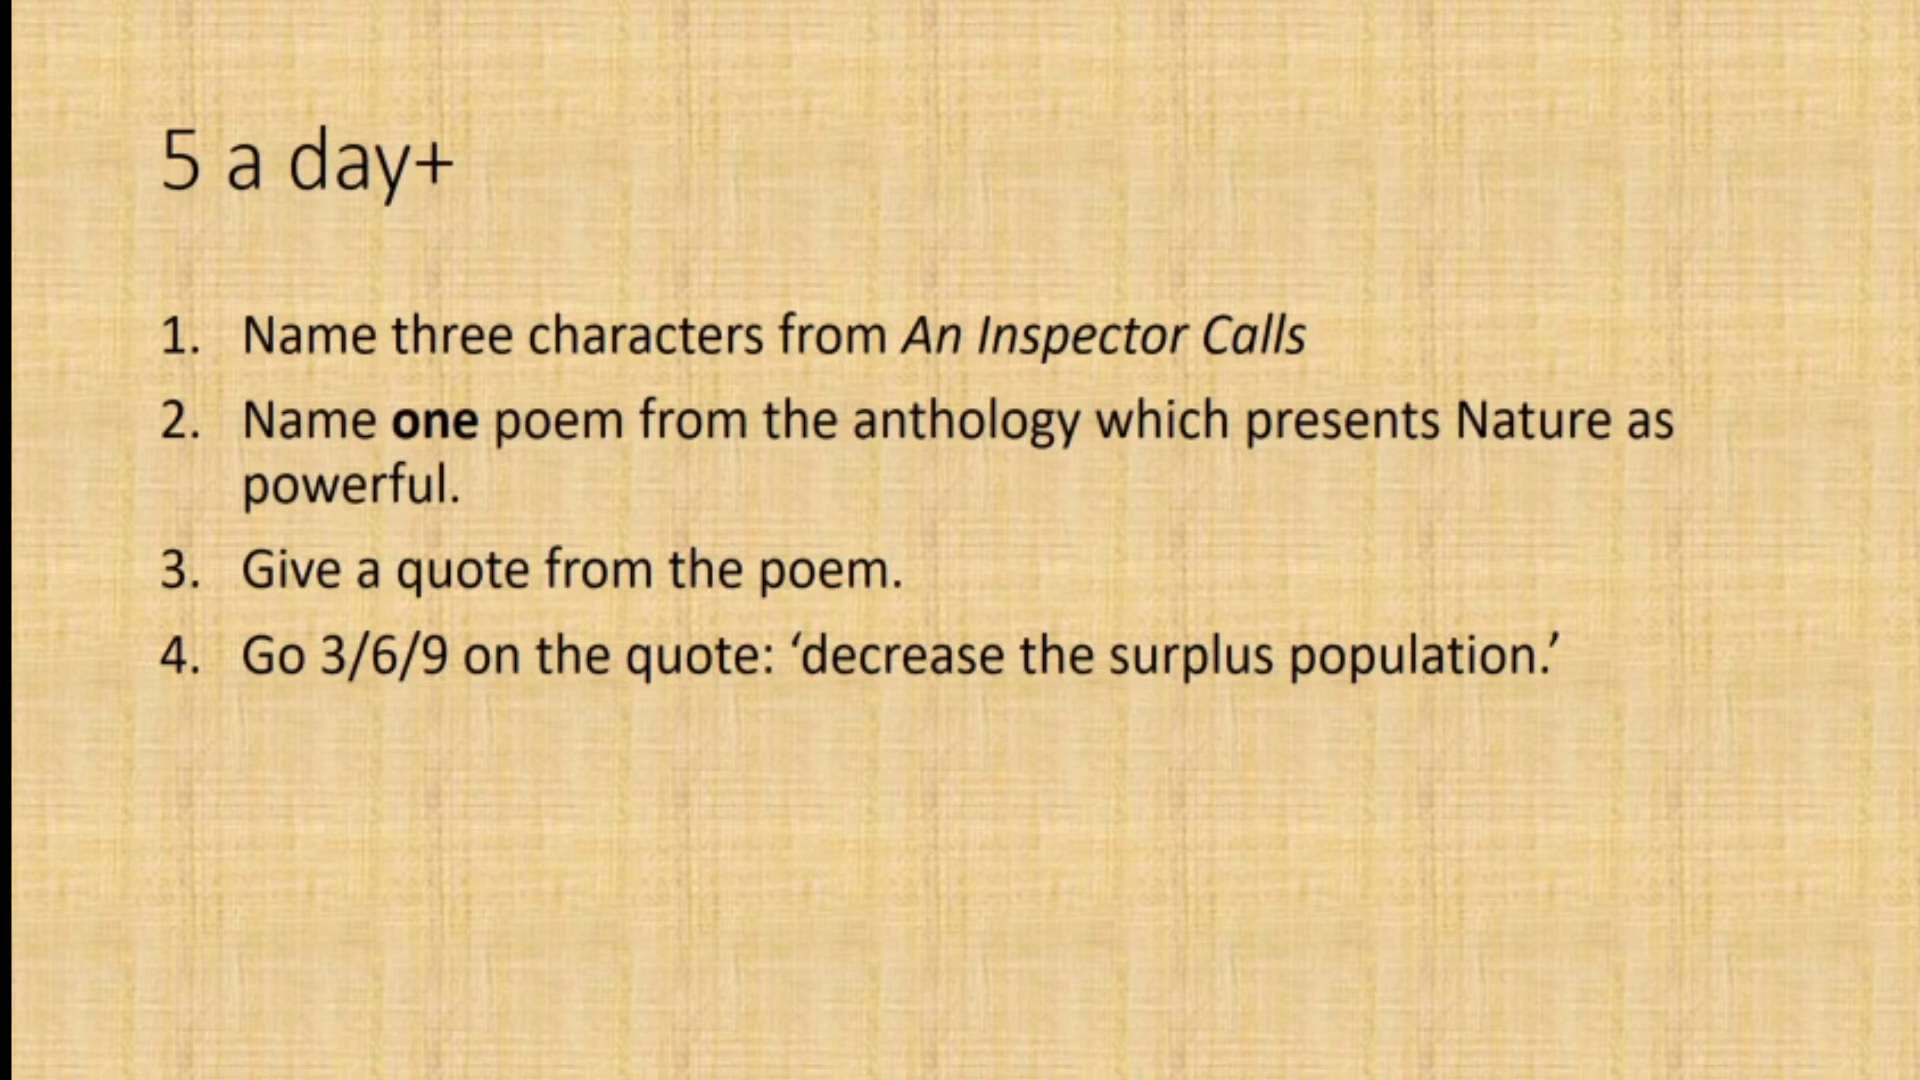 5 a day+
1. Name three characters from An Inspector Calls
2. Name one poem from the anthology which presents Nature as
powerful.
3. Give a quote from the poem.
4. Go 3/6/9 on the quote: ‘decrease the surplus population.’